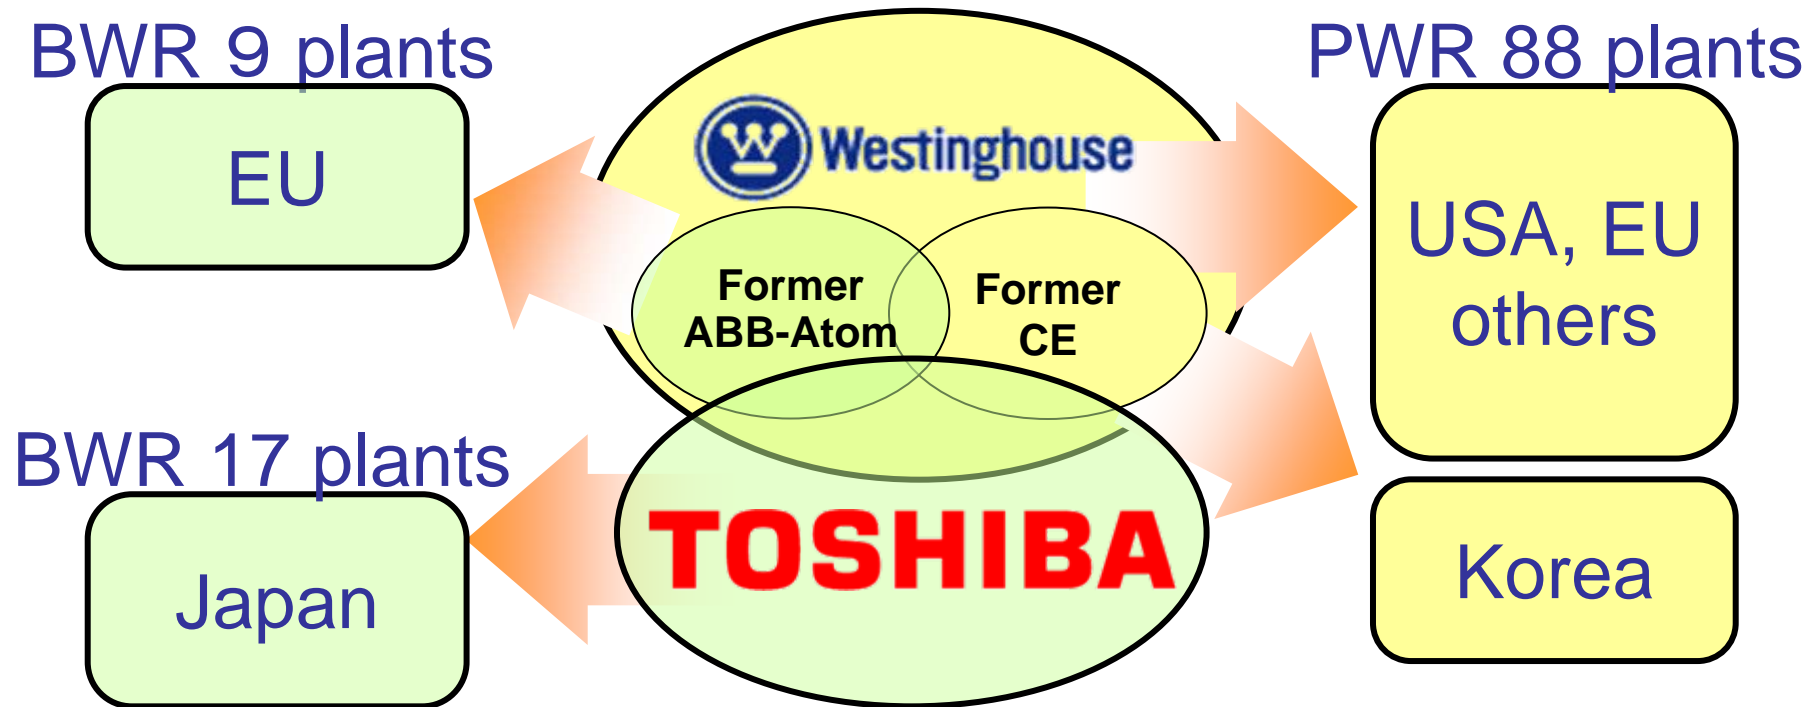 BWR 9 plants
EU
BWR 17 plants
Japan
W
Westinghouse
Former
ABB-Atom
Former
CE
TOSHIBA
PWR 88 plants
USA, EU
others
Korea